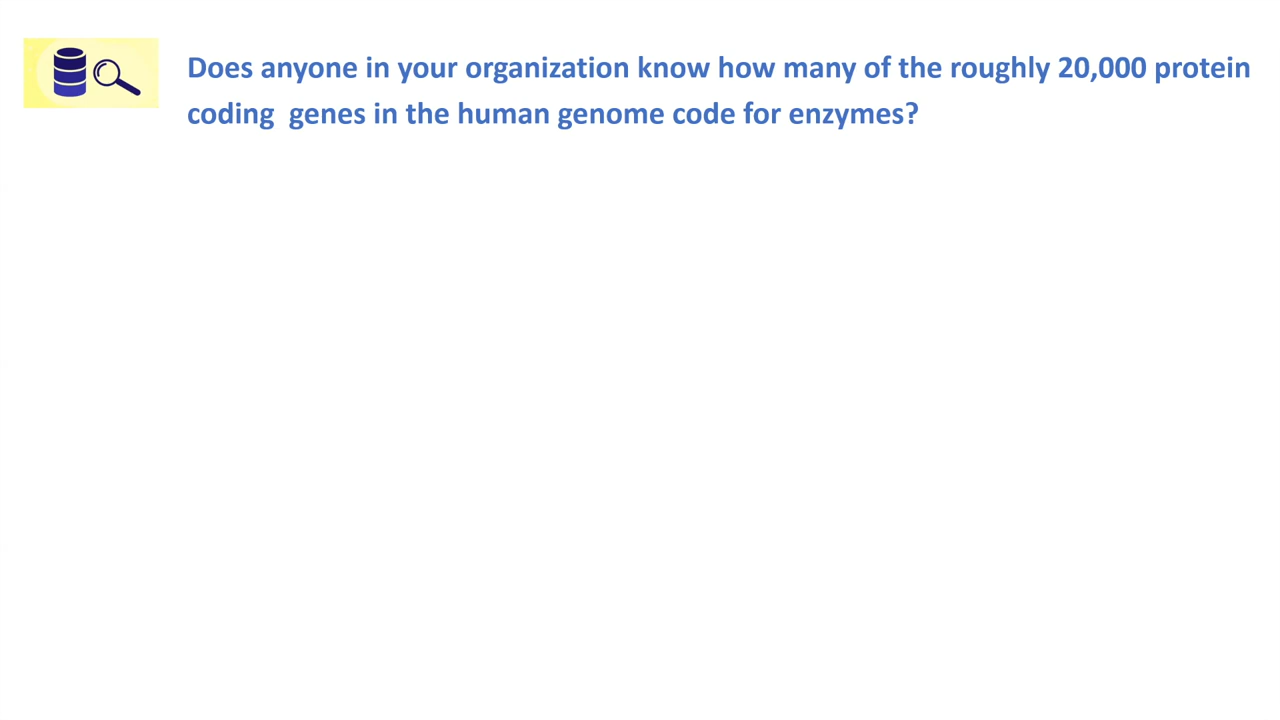 Does anyone in your organization know how many of the roughly 20,000 protein
coding  genes in the human genome code for enzymes?